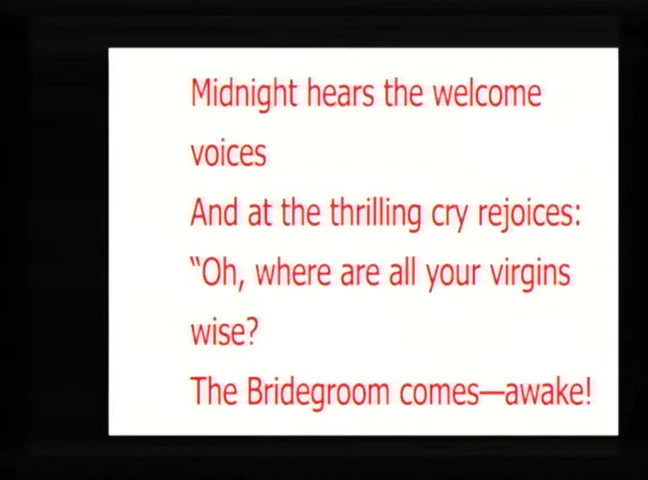 Midnight hears the welcome
voices
And at the thrilling cry rejoices:
“Oh, where are all your virgins
wise?
The Bridegroom comes—awake!